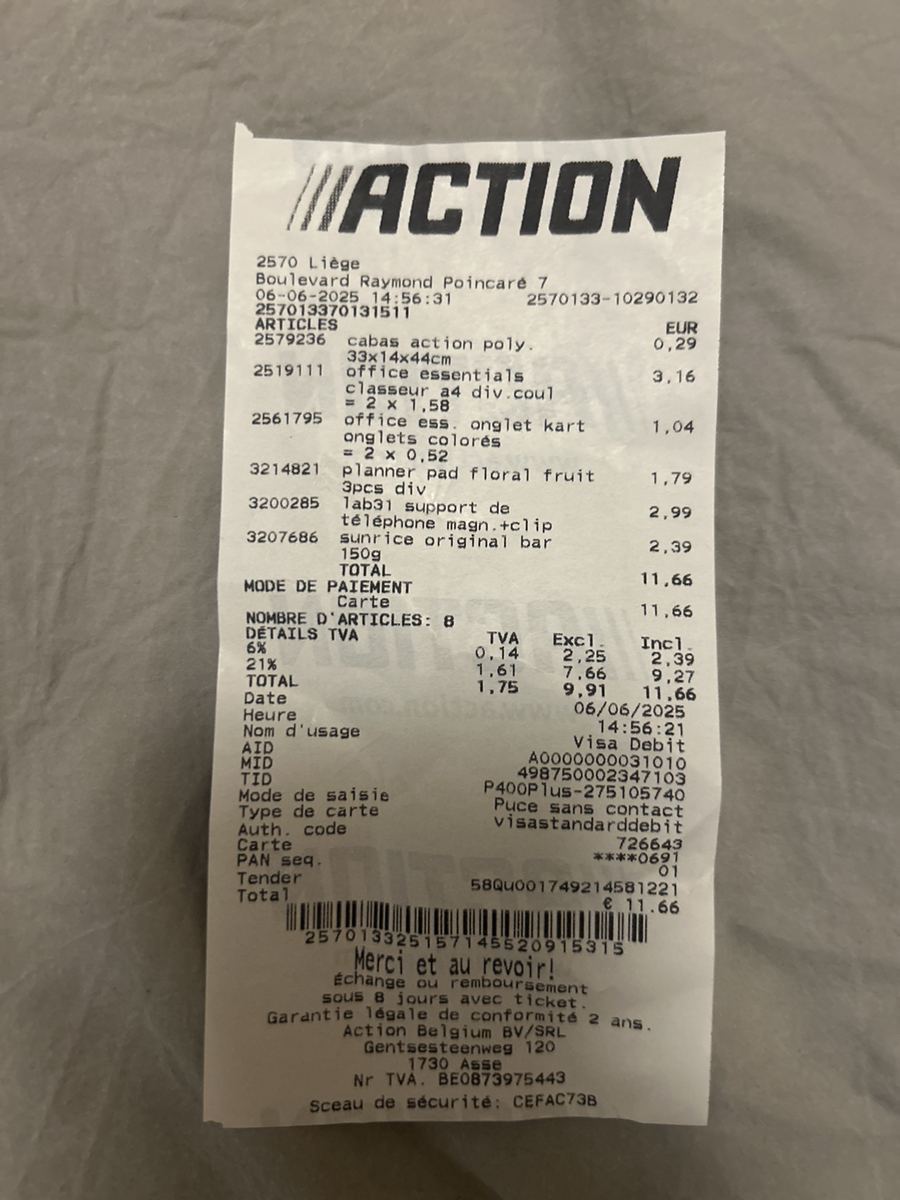 ///ACTION
2570 Liège
Boulevard Raymond Poincaré 7
06-06-2025 14:56:31 2570133-10290132
257013370131511
ARTICLES EUR
2579236 cabas action poly. 0,29
33x14x44cm
2519111 office essentials 3,16
classeur a4 div.coul
= 2 x 1,58
2561795 office ess. onglet kart 1,04
onglets colorés
= 2 x 0,52
3214821 planner pad floral fruit 1,79
3pcs div
3200285 lab31 support de 2,99
téléphone magn.+clip
3207686 sunrice original bar 2,39
150g
TOTAL 11,66
MODE DE PAIEMENT
Carte 11,66
NOMBRE D'ARTICLES: 8
DÉTAILS TVA TVA Excl. Incl.
6% 0,14 2,25 2,39
21% 1,61 7,66 9,27
TOTAL 1,75 9,91 11,66
Date 06/06/2025
Heure 14:56:21
Nom d'usage Visa Debit
AID A0000000031010
MID 498750002347103
TID P400Plus-275105740
Mode de saisie Puce sans contact
Type de carte visastandarddebit
Auth. code 726643
Carte ****0691
PAN seq. 01
Tender 58Qu001749214581221
Total € 11.66
257013325157145520915315
Merci et au revoir!
Échange ou remboursement
sous 8 jours avec ticket.
Garantie légale de conformité 2 ans.
Action Belgium BV/SRL
Gentsesteenweg 120
1730 Asse
Nr TVA. BE0873975443
Sceau de sécurité: CEFAC73B